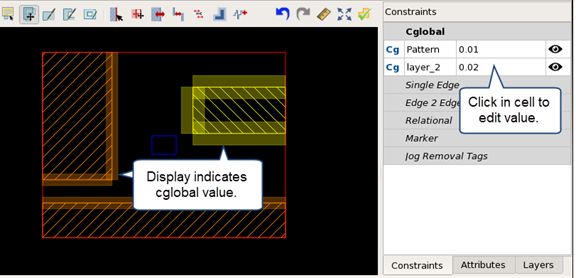 Constraints
Cglobal
Cg Pattern 0.01
Cg layer_2 0.02
Single Edge
Edge 2 Edge
Relational
Marker
Jog Removal Tags
Click in cell to
edit value.
Display indicates
cglobal value.
Constraints Attributes Layers